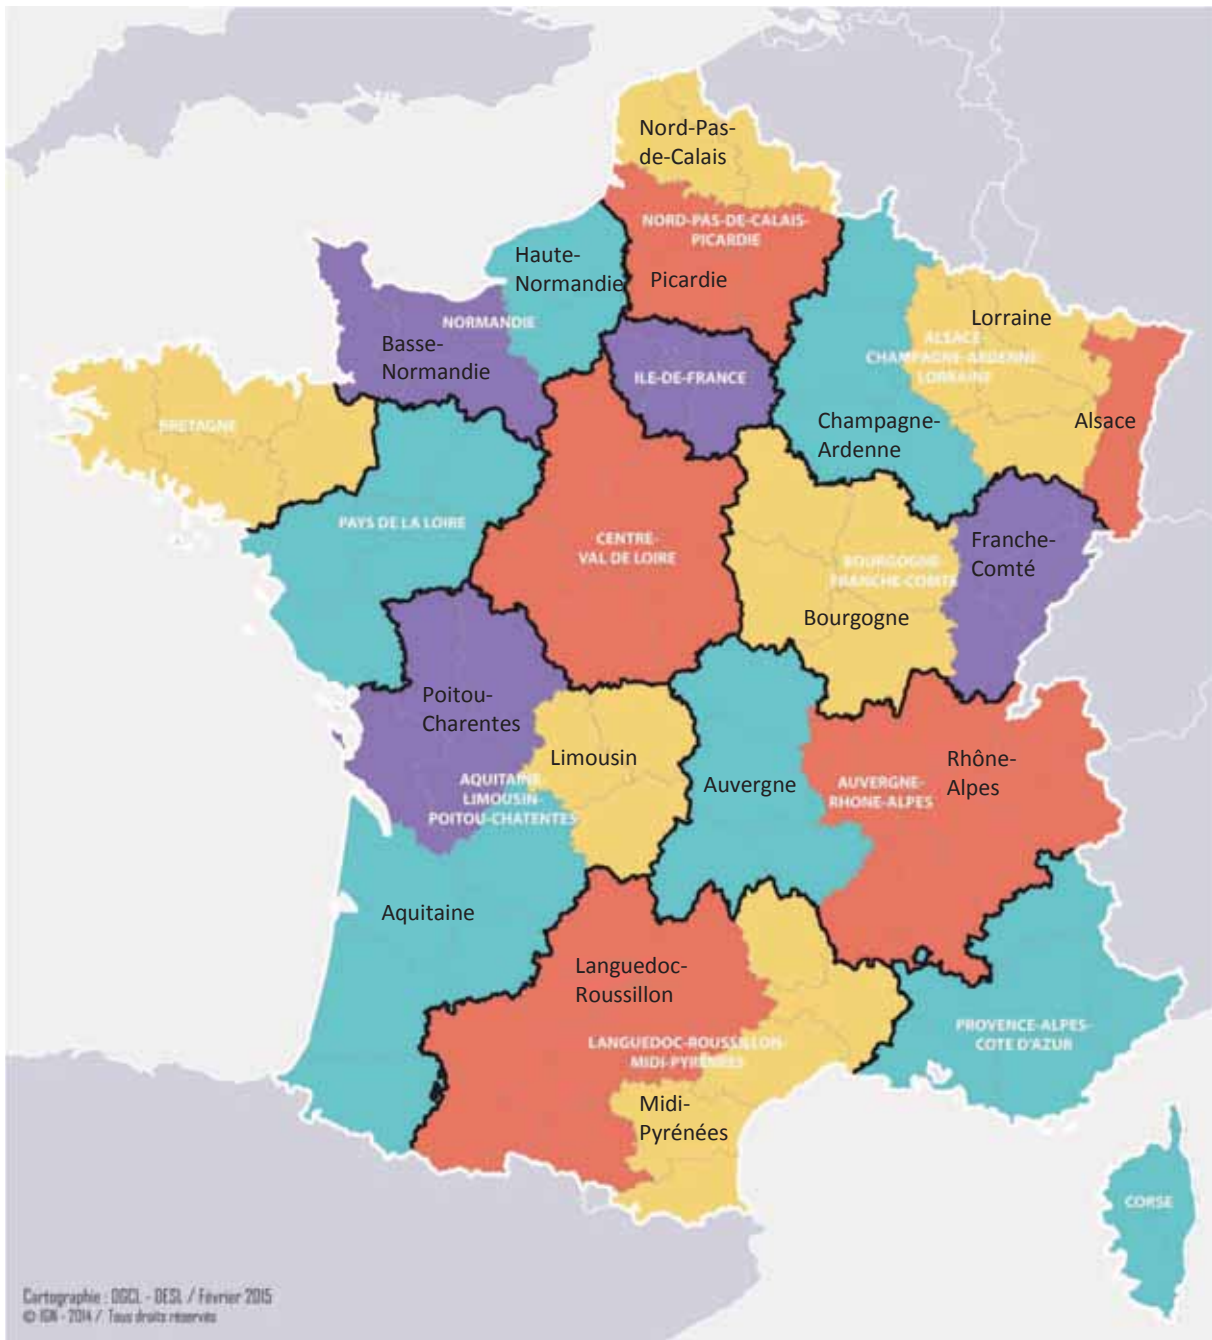 Nord-Pas-
de-Calais
NORD-PAS-DE-CALAIS-
PICARDIE
Picardie
Haute-
Normandie
NORMANDIE
Basse-
Normandie
ILE-DE-FRANCE
Lorraine
ALSACE-
CHAMPAGNE-ARDENNE-
LORRAINE
Champagne-
Ardenne
Alsace
BRETAGNE
PAYS DE LA LOIRE
CENTRE-
VAL DE LOIRE
Franche-
Comté
BOURGOGNE
FRANCHE-COMTÉ
Bourgogne
Poitou-
Charentes
Limousin
AQUITAINE-
LIMOUSIN-
POITOU-CHATENTES
Auvergne
AUVERGNE-
RHONE-ALPES
Rhône-
Alpes
Aquitaine
Languedoc-
Roussillon
LANGUEDOC-ROUSSILLON-
MIDI-PYRÉNÉES
Midi-
Pyrénées
PROVENCE-ALPES-
COTE D'AZUR
CORSE
Cartographie : DGCL - DESL / Février 2015
© IGN - 2014 / Tous droits réservés